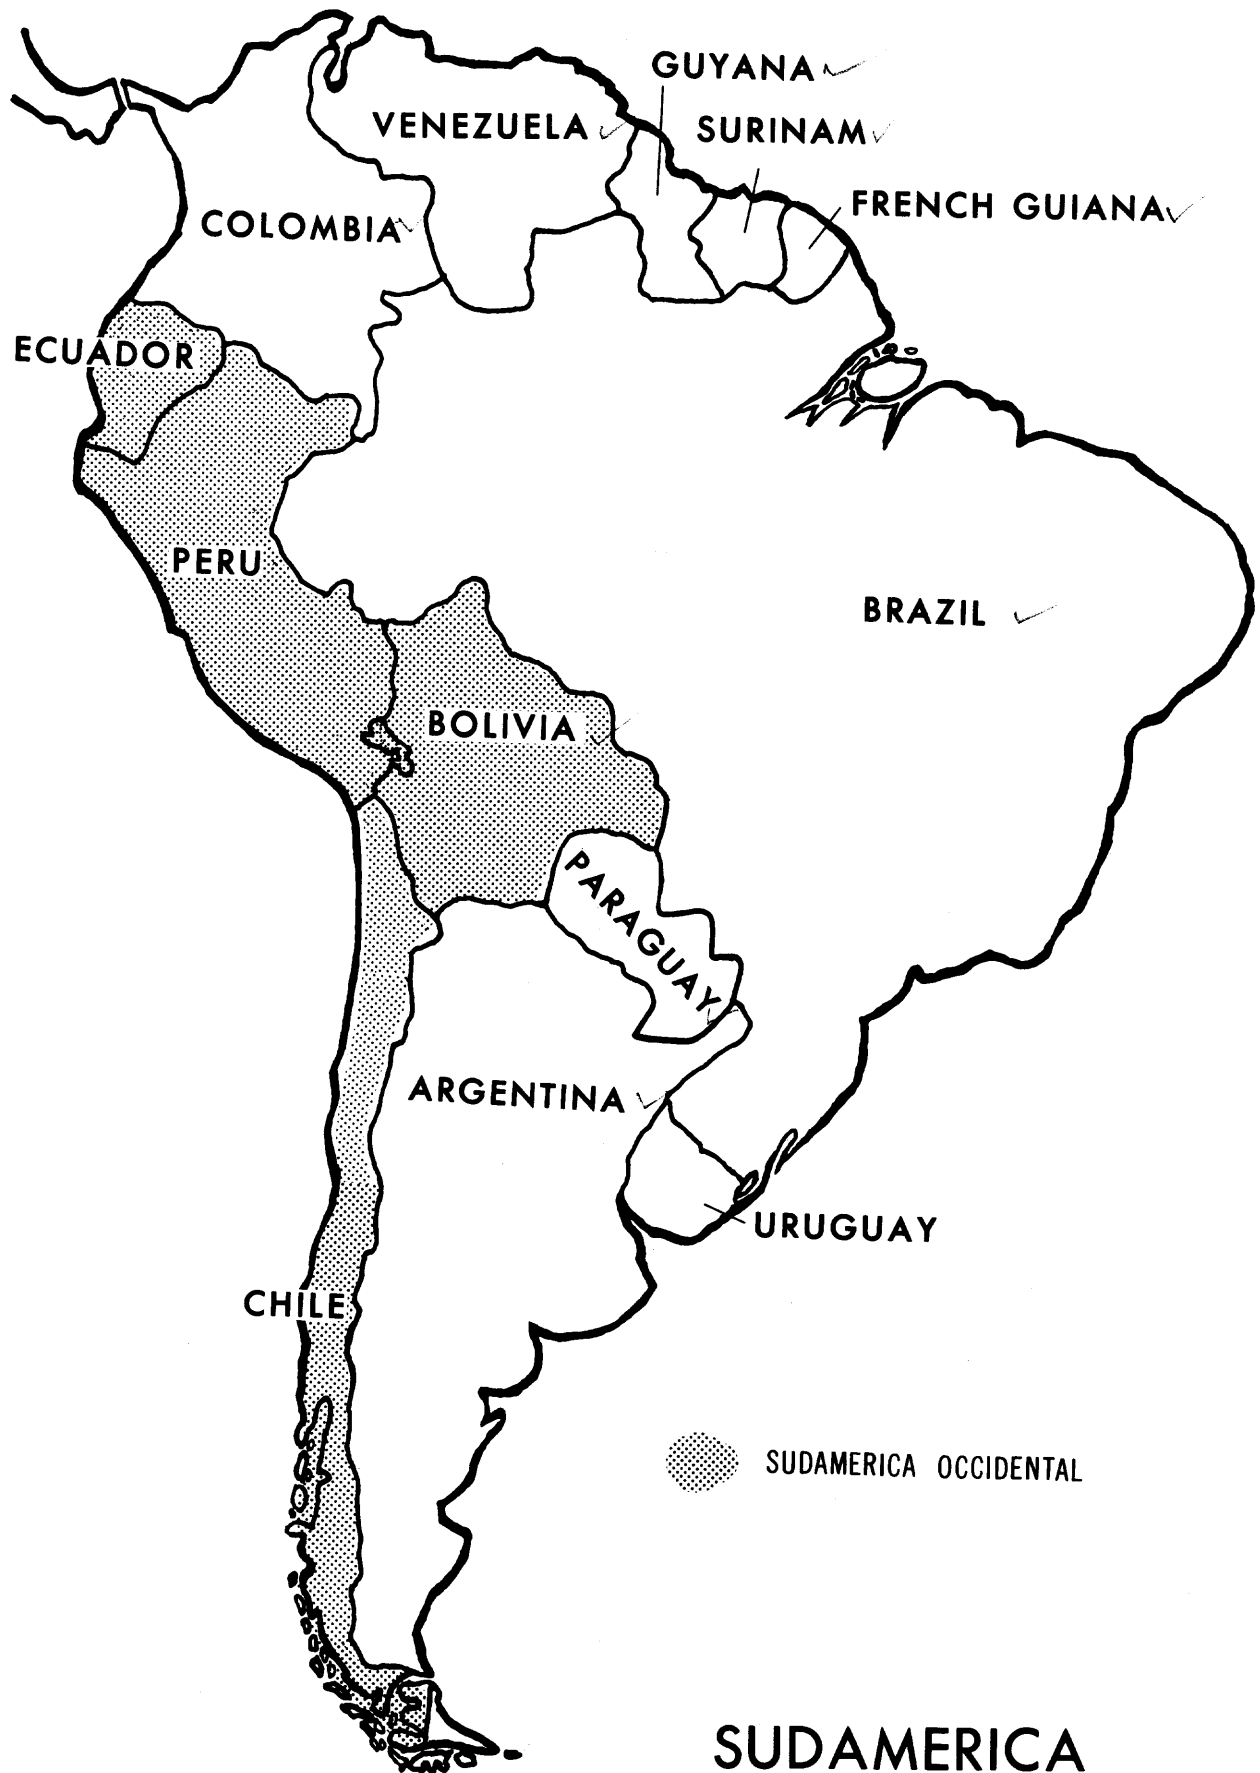 GUYANA
VENEZUELA
SURINAM
FRENCH GUIANA
COLOMBIA
ECUADOR
PERU
BRAZIL
BOLIVIA
PARAGUAY
ARGENTINA
URUGUAY
CHILE
SUDAMERICA OCCIDENTAL
SUDAMERICA